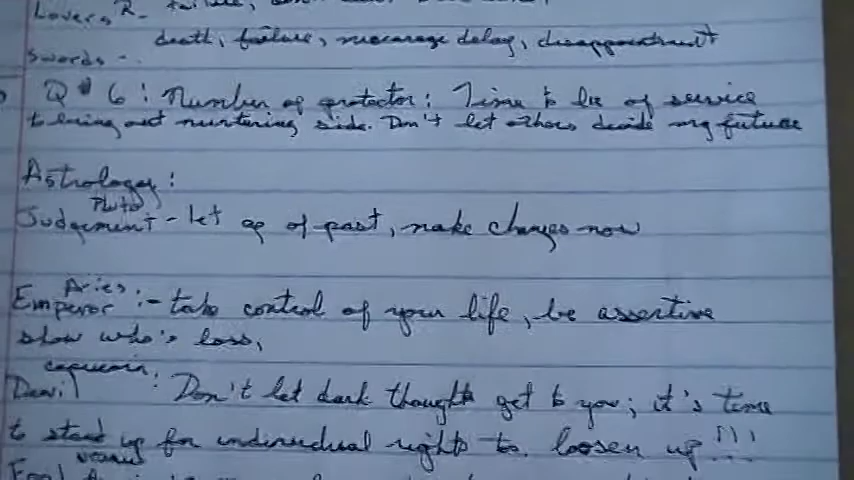 Lovers R-
death, failure, miscarage delay, disappointment
Swords -
Q # 6 : Number of protector : Time to be of service
to bring out nurturing side. Don't let others decide my future
Astrology :
Pluto
Judgement - let go of past, make changes now
Aries
Emperor :- take control of your life, be assertive
show who's boss,
capricorn
Devil : Don't let dark thoughts get to you; it's time
to stand up for individual rights to. loosen up !!!
venus
Fool